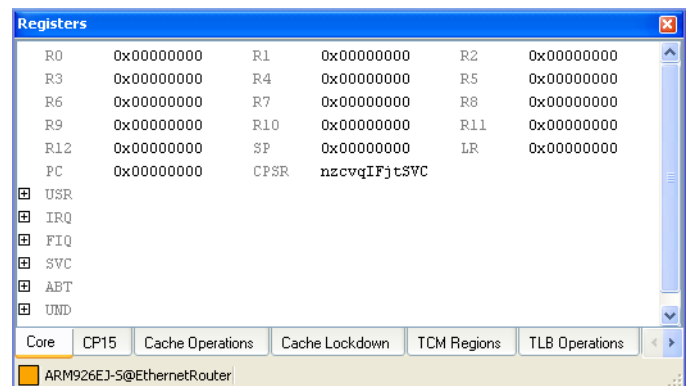 Registers
R0 0x00000000 R1 0x00000000 R2 0x00000000
R3 0x00000000 R4 0x00000000 R5 0x00000000
R6 0x00000000 R7 0x00000000 R8 0x00000000
R9 0x00000000 R10 0x00000000 R11 0x00000000
R12 0x00000000 SP 0x00000000 LR 0x00000000
PC 0x00000000 CPSR nzcvqIFjtSVC
USR
IRQ
FIQ
SVC
ABT
UND
Core CP15 Cache Operations Cache Lockdown TCM Regions TLB Operations
ARM926EJ-S@EthernetRouter